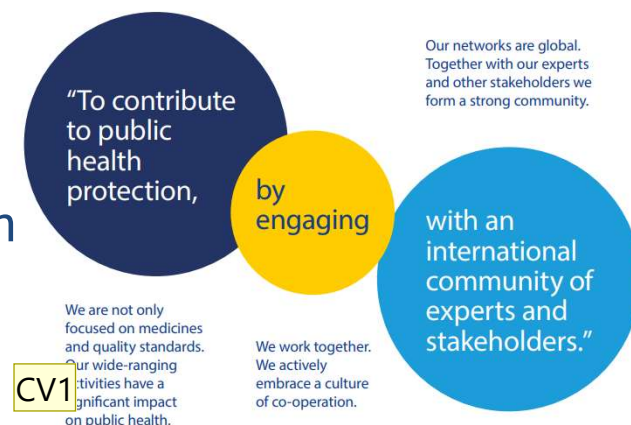 “To contribute
to public
health
protection,
by
engaging
with an
international
community of
experts and
stakeholders.”
Our networks are global.
Together with our experts
and other stakeholders we
form a strong community.
n
We are not only
focused on medicines
and quality standards.
ur wide-ranging
tivities have a
gnificant impact
on public health.
CV1
We work together.
We actively
embrace a culture
of co-operation.